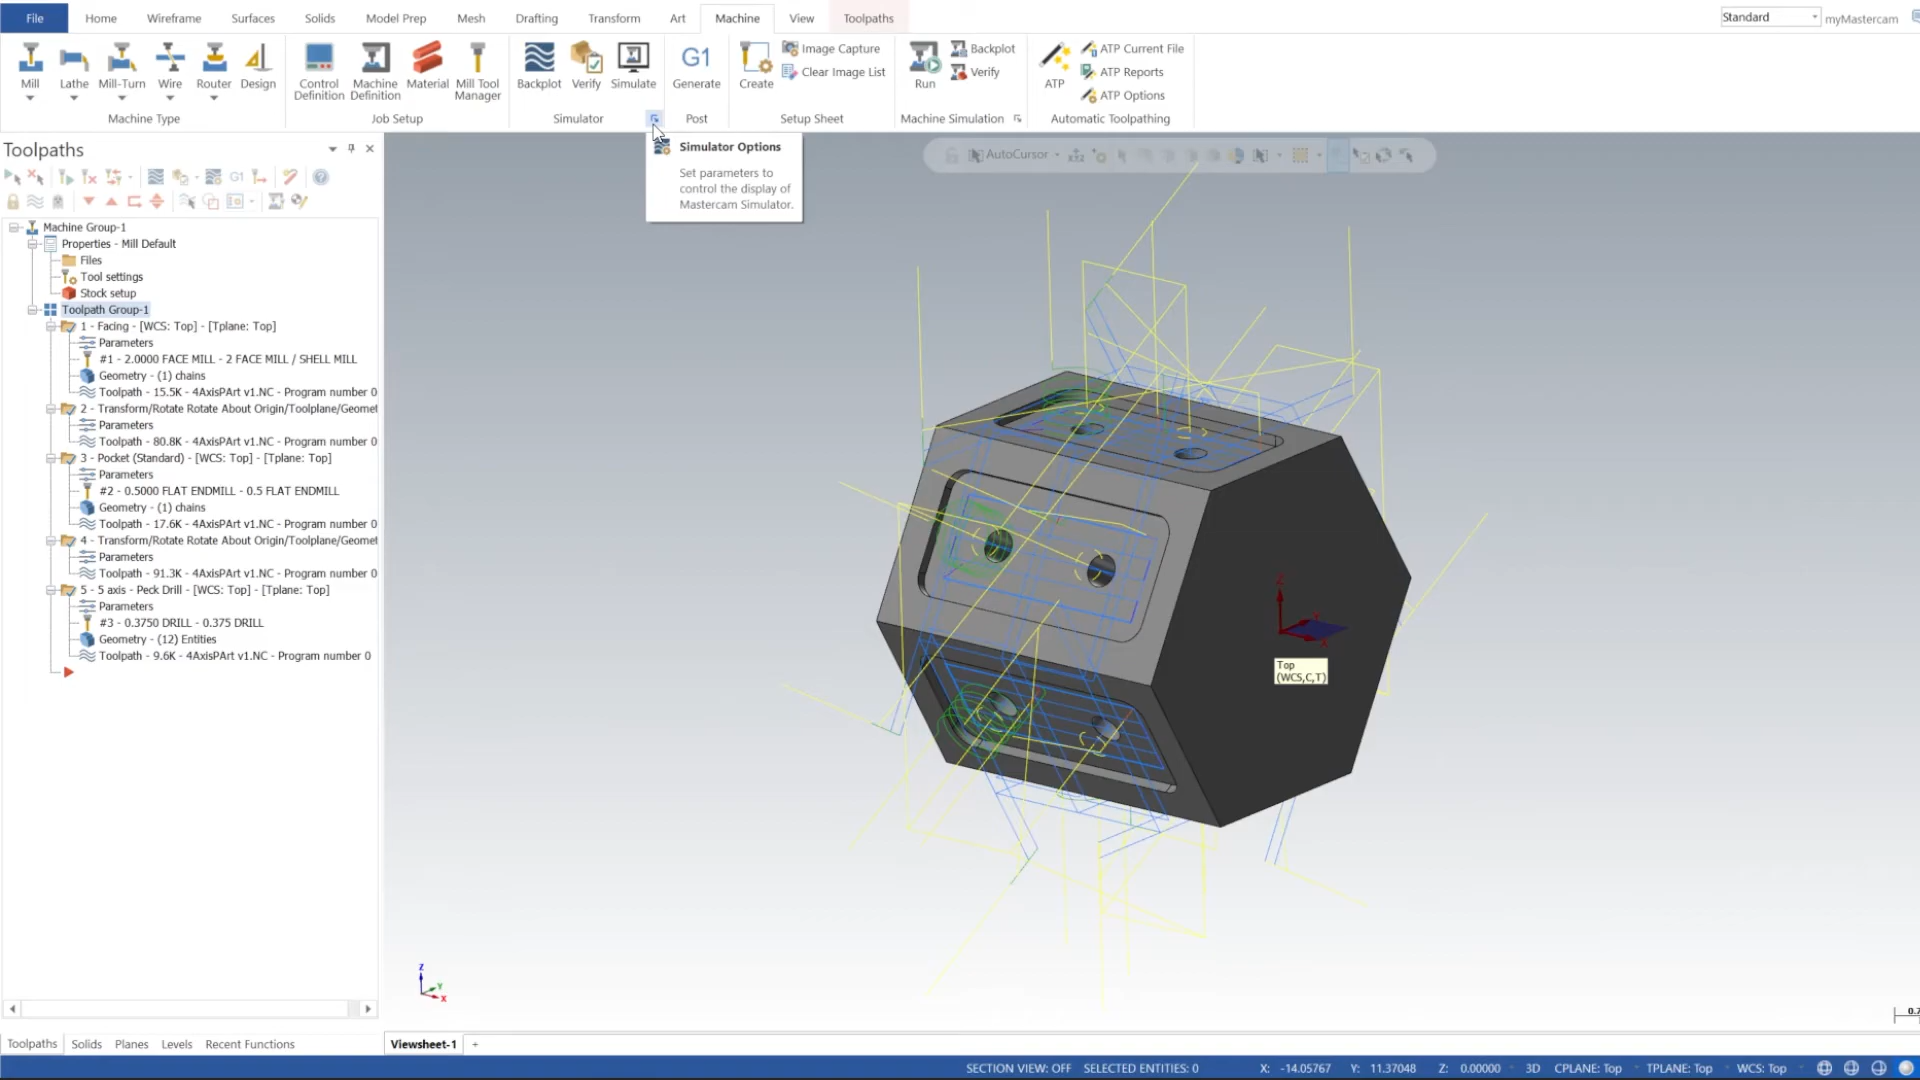 File Home Wireframe Surfaces Solids Model Prep Mesh Drafting Transform Art Machine View Toolpaths
Standard myMastercam
Mill Lathe Mill-Turn Wire Router Design
Machine Type
Control Definition Machine Definition Material Mill Tool Manager
Job Setup
Backplot Verify Simulate
Simulator
G1
Generate
Post
Create
Image Capture
Clear Image List
Setup Sheet
Run
Backplot
Verify
Machine Simulation
ATP
ATP Current File
ATP Reports
ATP Options
Automatic Toolpathing
Simulator Options
Set parameters to
control the display of
Mastercam Simulator.
AutoCursor
XYZ
Toolpaths
G1
Machine Group-1
Properties - Mill Default
Files
Tool settings
Stock setup
Toolpath Group-1
1 - Facing - [WCS: Top] - [Tplane: Top]
Parameters
#1 - 2.0000 FACE MILL - 2 FACE MILL / SHELL MILL
Geometry - (1) chains
Toolpath - 15.5K - 4AxisPArt v1.NC - Program number 0
2 - Transform/Rotate Rotate About Origin/Toolplane/Geomet
Parameters
Toolpath - 80.8K - 4AxisPArt v1.NC - Program number 0
3 - Pocket (Standard) - [WCS: Top] - [Tplane: Top]
Parameters
#2 - 0.5000 FLAT ENDMILL - 0.5 FLAT ENDMILL
Geometry - (1) chains
Toolpath - 17.6K - 4AxisPArt v1.NC - Program number 0
4 - Transform/Rotate Rotate About Origin/Toolplane/Geomet
Parameters
Toolpath - 91.3K - 4AxisPArt v1.NC - Program number 0
5 - 5 axis - Peck Drill - [WCS: Top] - [Tplane: Top]
Parameters
#3 - 0.3750 DRILL - 0.375 DRILL
Geometry - (12) Entities
Toolpath - 9.6K - 4AxisPArt v1.NC - Program number 0
Z
Top
(WCS,C,T)
Z
Y
X
Toolpaths Solids Planes Levels Recent Functions
Viewsheet-1 +
SECTION VIEW: OFF SELECTED ENTITIES: 0 X: -14.05767 Y: 11.37048 Z: 0.00000 3D CPLANE: Top TPLANE: Top WCS: Top